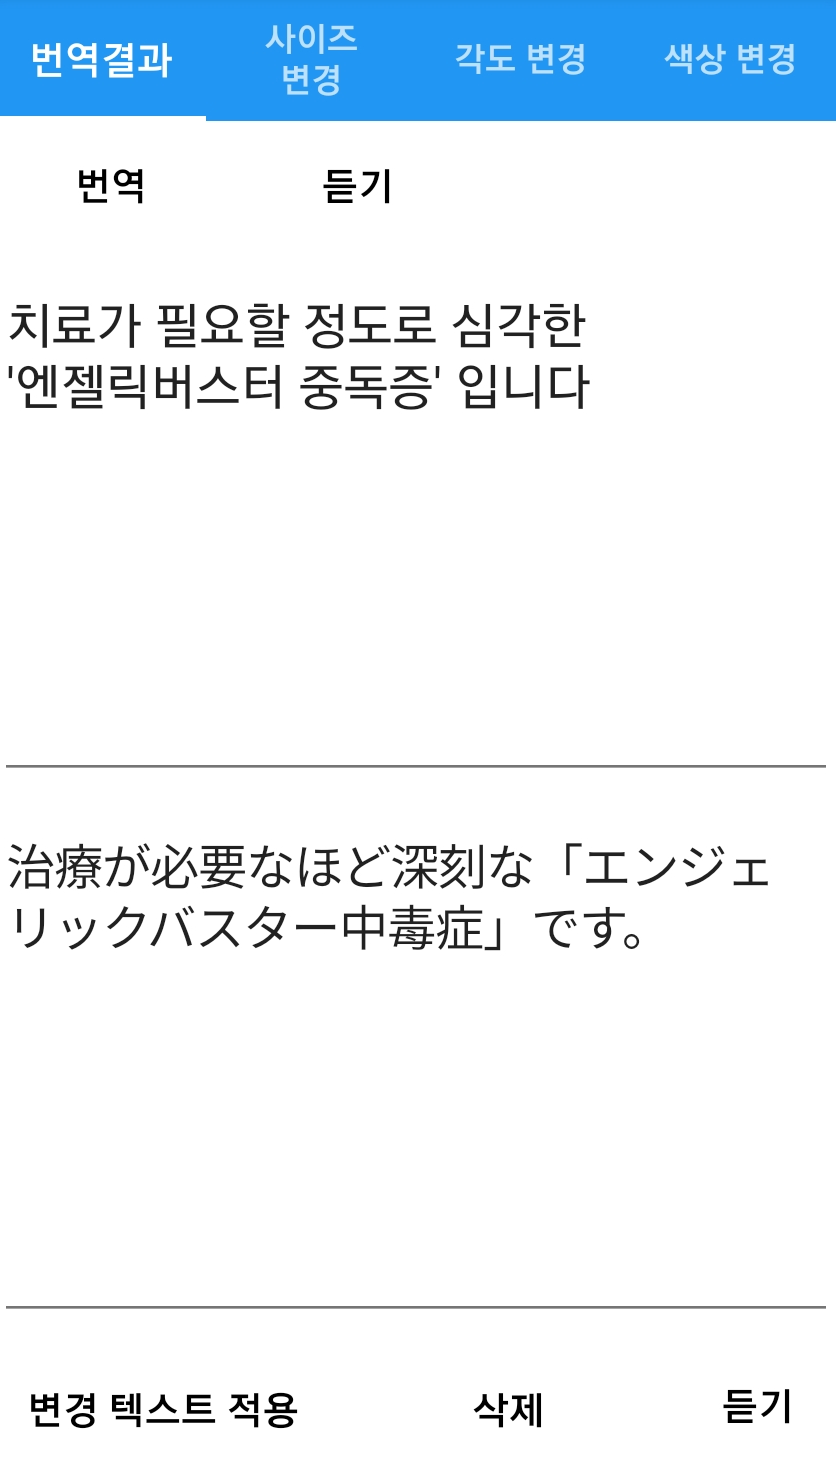 번역결과
사이즈
변경
각도 변경
색상 변경
번역 듣기
치료가 필요할 정도로 심각한
'엔젤릭버스터 중독증' 입니다
治療が必要なほど深刻な「エンジェ
リックバスター中毒症」です。
변경 텍스트 적용 삭제 듣기